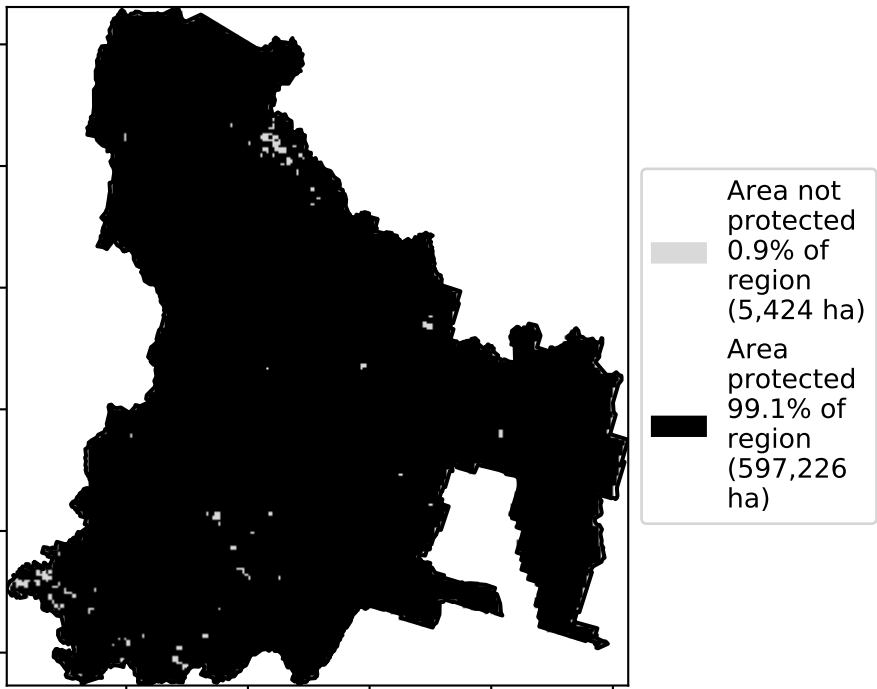 Area not
protected
0.9% of
region
(5,424 ha)
Area
protected
99.1% of
region
(597,226
ha)